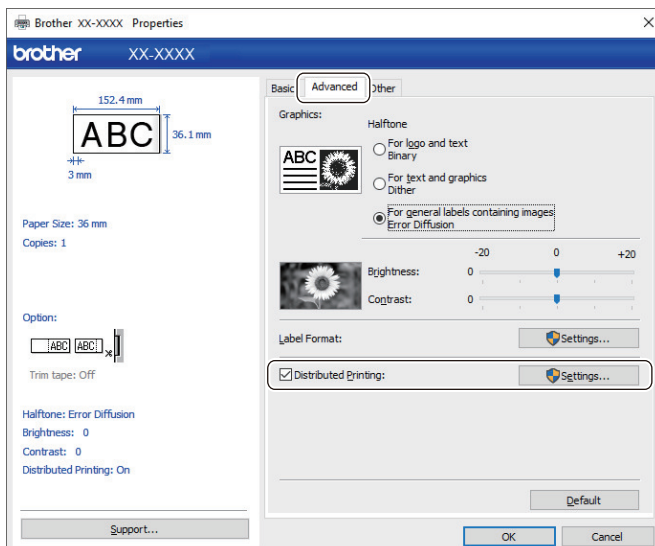 Brother XX-XXXX Properties
brother XX-XXXX
152.4 mm
ABC
36.1 mm
3 mm
Paper Size: 36 mm
Copies: 1
Option:
ABC ABC
Trim tape: Off
Halftone: Error Diffusion
Brightness: 0
Contrast: 0
Distributed Printing: On
Support...
Basic Advanced Other
Graphics:
Halftone
ABC
For logo and text
Binary
For text and graphics
Dither
For general labels containing images
Error Diffusion
-20 0 +20
Brightness: 0
Contrast: 0
Label Format: Settings...
Distributed Printing: Settings...
Default
OK Cancel